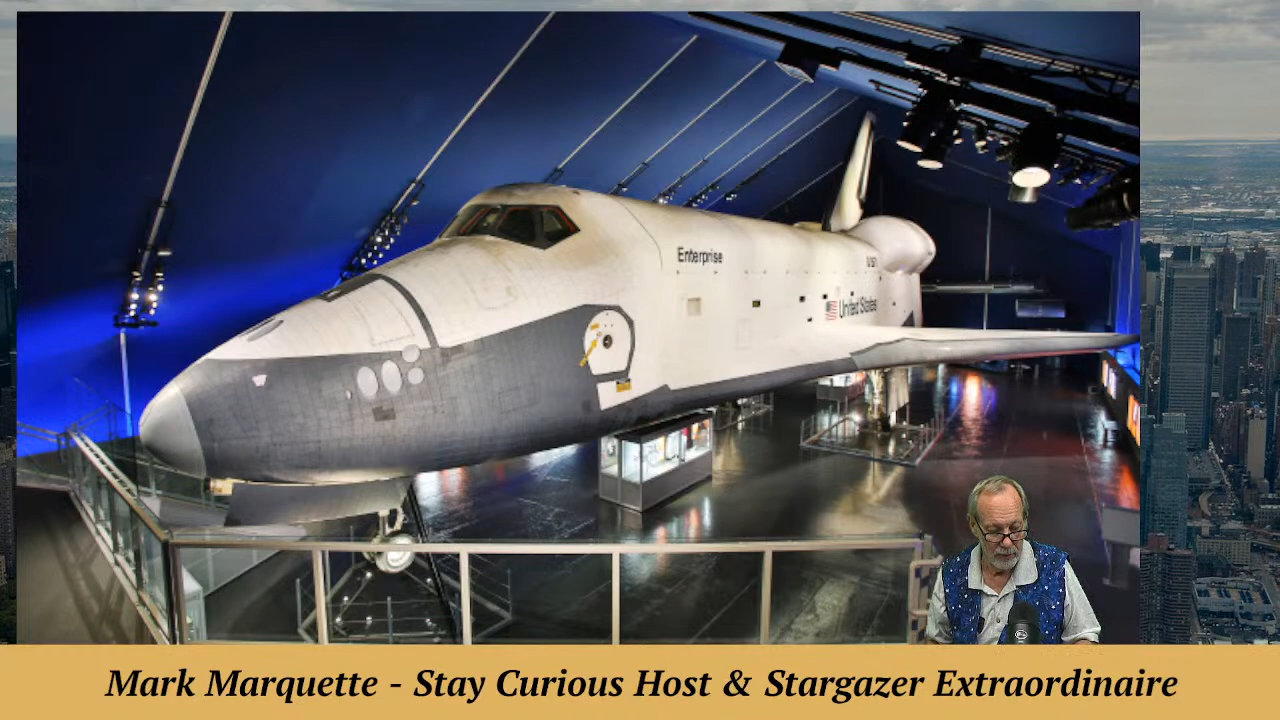 Enterprise
United States
Mark Marquette - Stay Curious Host & Stargazer Extraordinaire